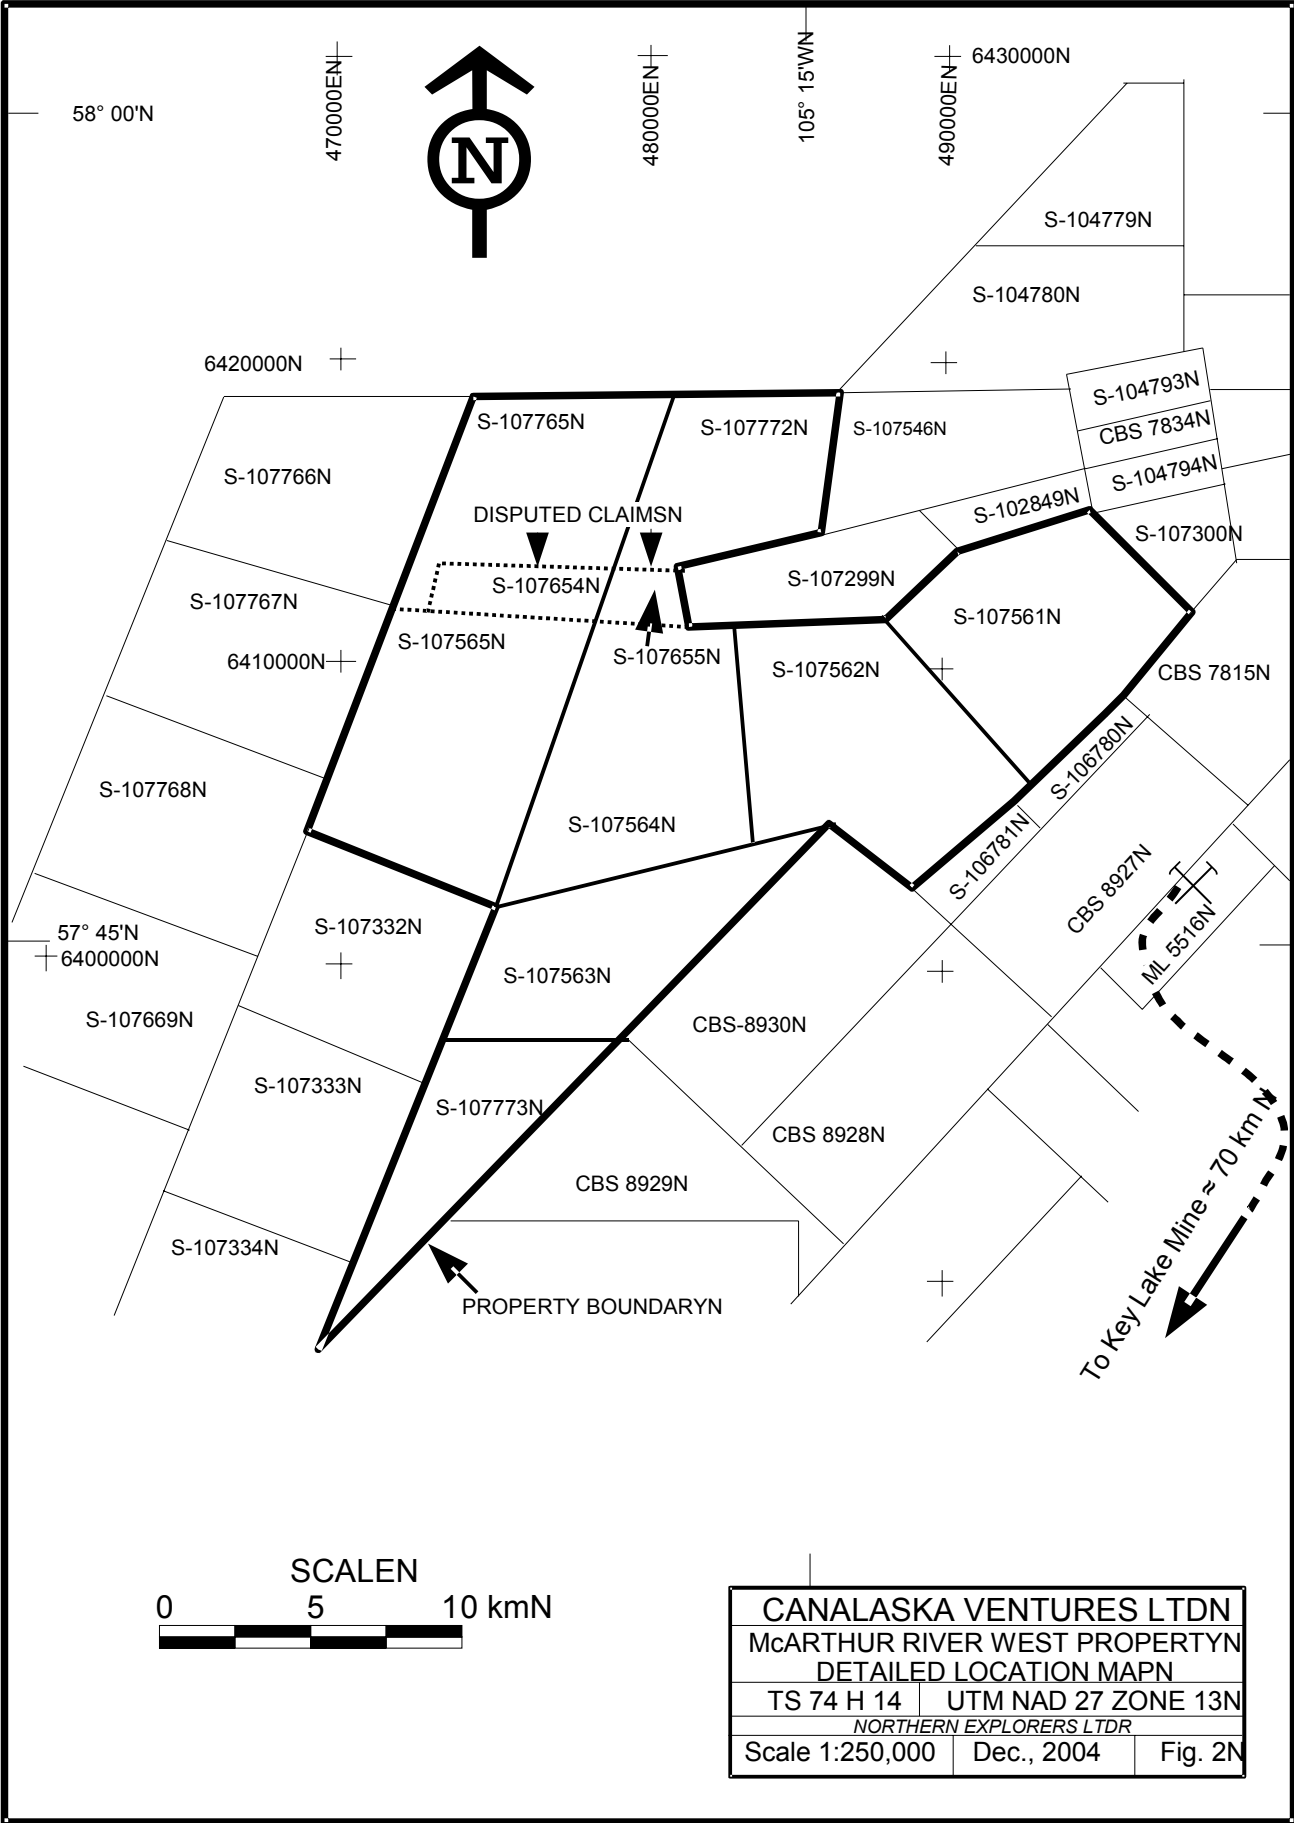 6430000N
470000EN
480000EN
105° 15'WN
490000EN
58° 00'N
N
S-104779N
S-104780N
6420000N
S-104793N
CBS 7834N
S-104794N
S-107765N
S-107772N
S-107546N
S-107766N
S-102849N
DISPUTED CLAIMSN
S-107300N
S-107654N
S-107299N
S-107767N
S-107561N
S-107565N
S-107655N
6410000N
S-107562N
CBS 7815N
S-106780N
S-107768N
S-107564N
S-106781N
CBS 8927N
57° 45'N
S-107332N
ML 5516N
6400000N
S-107563N
S-107669N
CBS-8930N
S-107333N
S-107773N
CBS 8928N
CBS 8929N
S-107334N
To Key Lake Mine ≈ 70 km N
PROPERTY BOUNDARYN
SCALEN
0 5 10 kmN
CANALASKA VENTURES LTDN
McARTHUR RIVER WEST PROPERTYN
DETAILED LOCATION MAPN
TS 74 H 14 UTM NAD 27 ZONE 13N
NORTHERN EXPLORERS LTDR
Scale 1:250,000 Dec., 2004 Fig. 2N